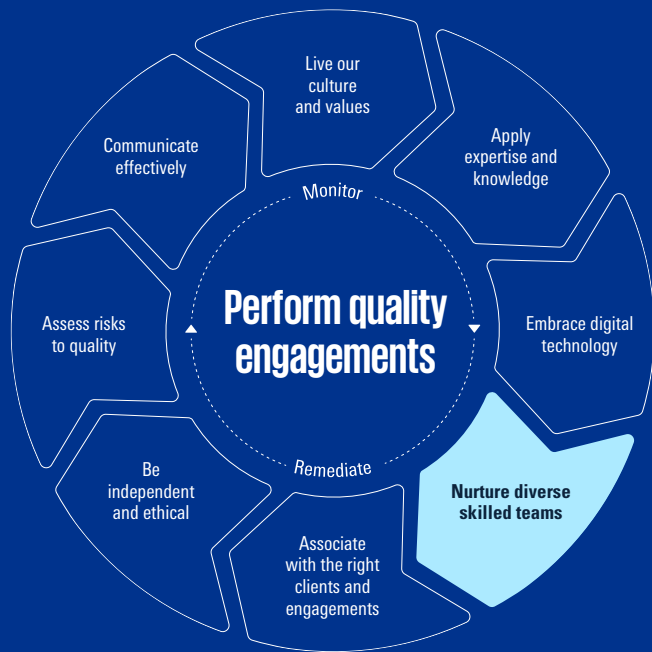 Live our
culture
and values
Apply
expertise and
knowledge
Embrace digital
technology
Nurture diverse
skilled teams
Associate
with the right
clients and
engagements
Be
independent
and ethical
Assess risks
to quality
Communicate
effectively
Monitor
Perform quality
engagements
Remediate